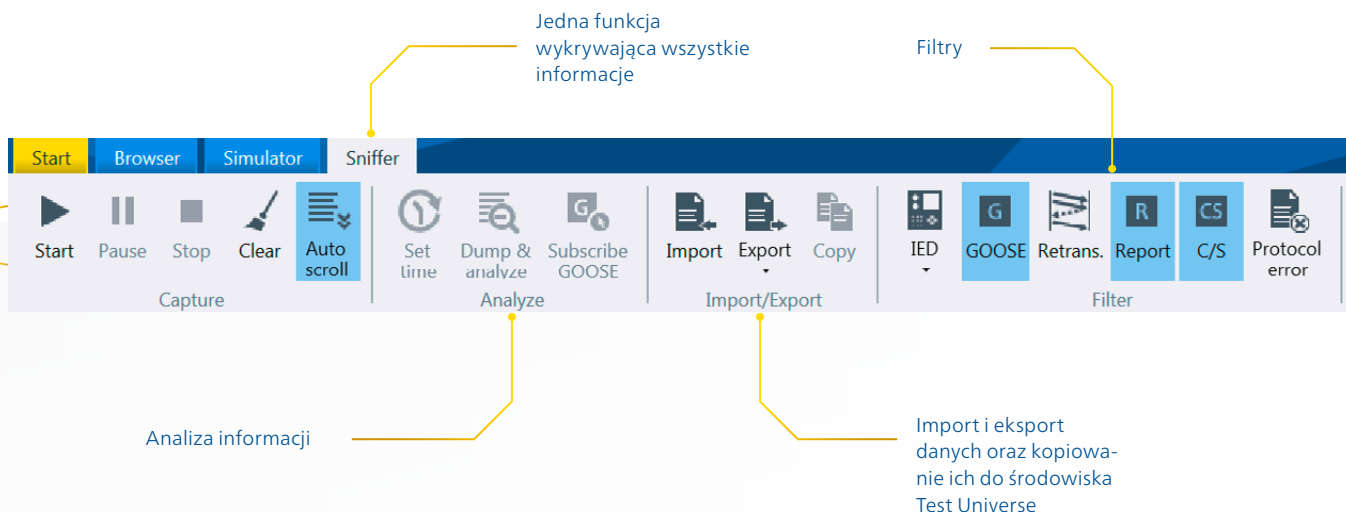 Jedna funkcja
wykrywająca wszystkie
informacje
Filtry
Start Browser Simulator Sniffer
Start Pause Stop Clear Auto scroll Set time Dump & analyze Subscribe GOOSE Import Export Copy IED GOOSE Retrans. Report C/S Protocol error
G G R CS
Capture Analyze Import/Export Filter
Analiza informacji
Import i eksport
danych oraz kopiowa-
nie ich do środowiska
Test Universe